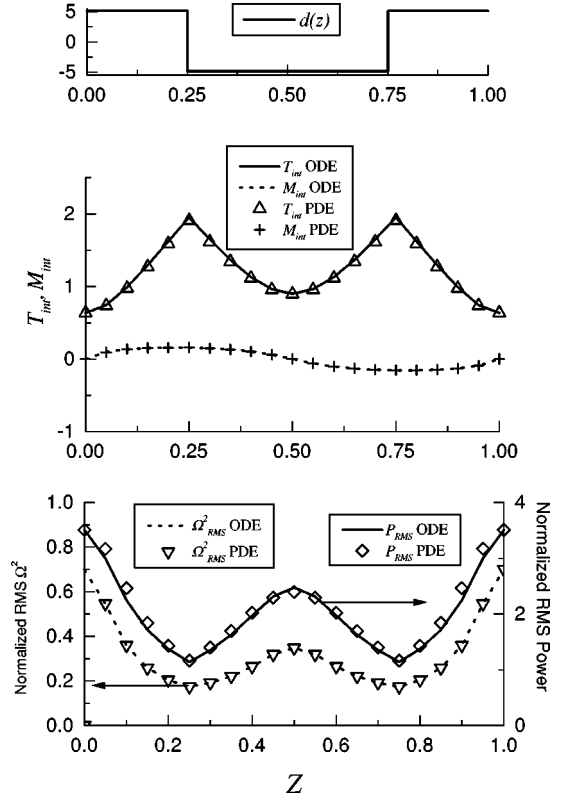 5
0
-5
d(z)
0.00 0.25 0.50 0.75 1.00
T_int ODE
M_int ODE
T_int PDE
M_int PDE
2
1
0
-1
T_int, M_int
0.00 0.25 0.50 0.75 1.00
1.0
0.8
0.6
0.4
0.2
0.0
Normalized RMS Ω²
Ω²_RMS ODE
Ω²_RMS PDE
P_RMS ODE
P_RMS PDE
4
2
0
Normalized RMS Power
0.0 0.2 0.4 0.6 0.8 1.0
Z